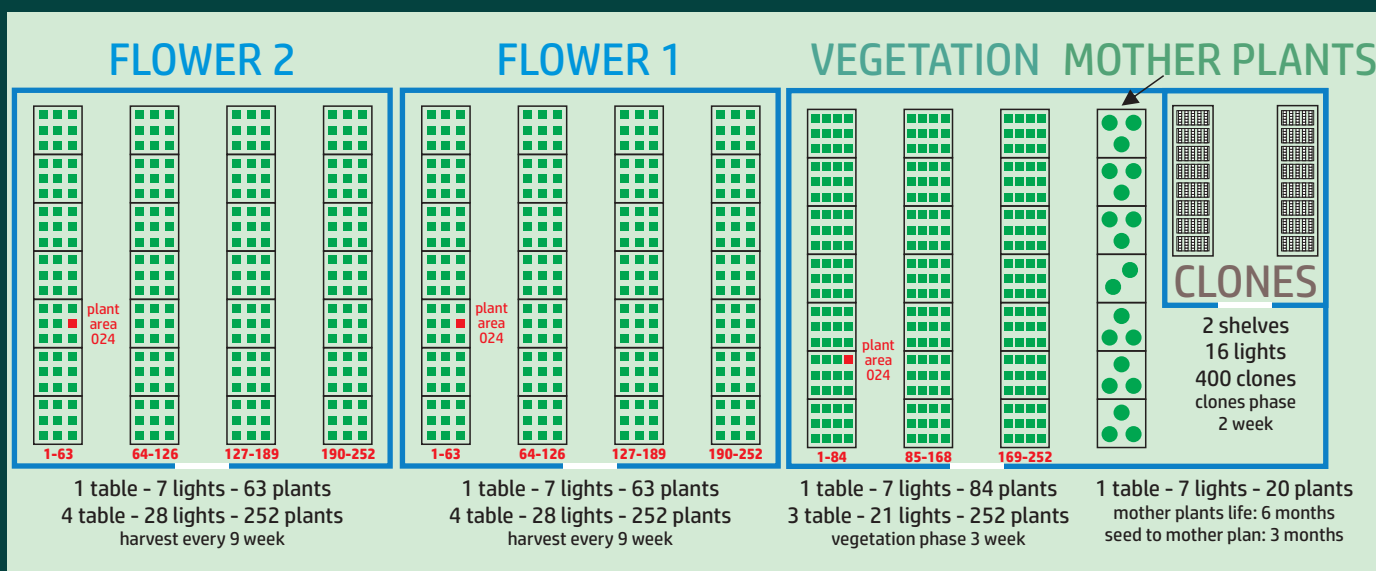 FLOWER 2
FLOWER 1
VEGETATION
MOTHER PLANTS
plant
area
024
1-63
64-126
127-189
190-252
1 table - 7 lights - 63 plants
4 table - 28 lights - 252 plants
harvest every 9 week
plant
area
024
1-63
64-126
127-189
190-252
1 table - 7 lights - 63 plants
4 table - 28 lights - 252 plants
harvest every 9 week
plant
area
024
1-84
85-168
169-252
1 table - 7 lights - 84 plants
3 table - 21 lights - 252 plants
vegetation phase 3 week
CLONES
2 shelves
16 lights
400 clones
clones phase
2 week
1 table - 7 lights - 20 plants
mother plants life: 6 months
seed to mother plan: 3 months